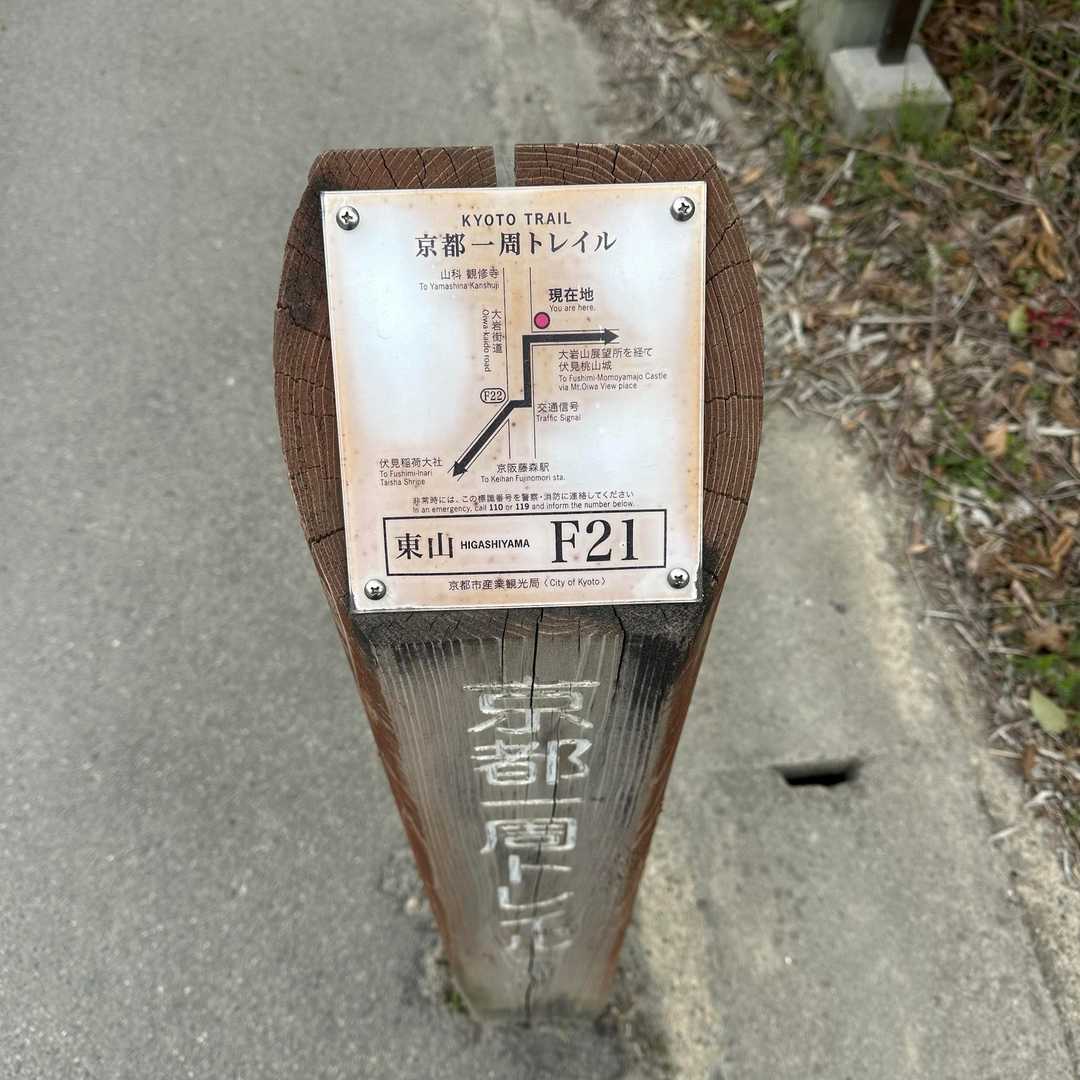 KYOTO TRAIL
京都一周トレイル
山科 観修寺
To Yamashina-Kanshuji
現在地
You are here.
大岩街道
Oiwa-kaido road
大岩山展望所を経て
伏見桃山城
To Fushimi-Momoyamajo Castle
via Mt.Oiwa View place
F22
交通信号
Traffic Signal
伏見稲荷大社
To Fushimi-Inari
Taisha Shripe
京阪藤森駅
To Keihan Fujinomori sta.
非常時には、この標識番号を警察・消防に連絡してください
In an emergency, call 110 or 119 and inform the number below.
東山 HIGASHIYAMA F21
京都市産業観光局（City of Kyoto）
京都一周トレイル